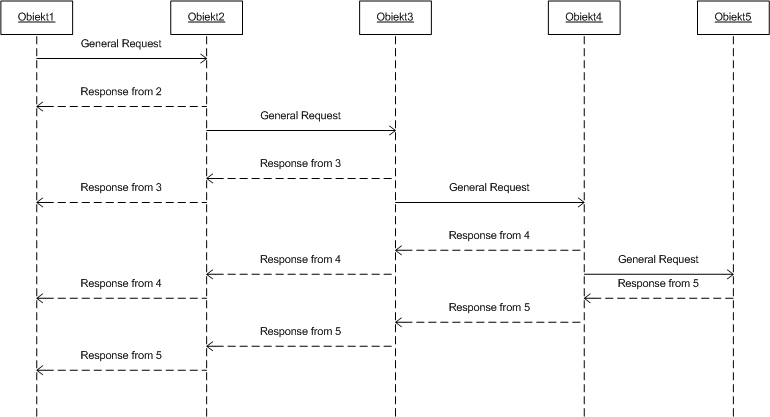 Obiekt1
Obiekt2
Obiekt3
Obiekt4
Obiekt5
General Request
Response from 2
General Request
Response from 3
Response from 3
General Request
Response from 4
Response from 4
General Request
Response from 4
Response from 5
Response from 5
Response from 5
Response from 5